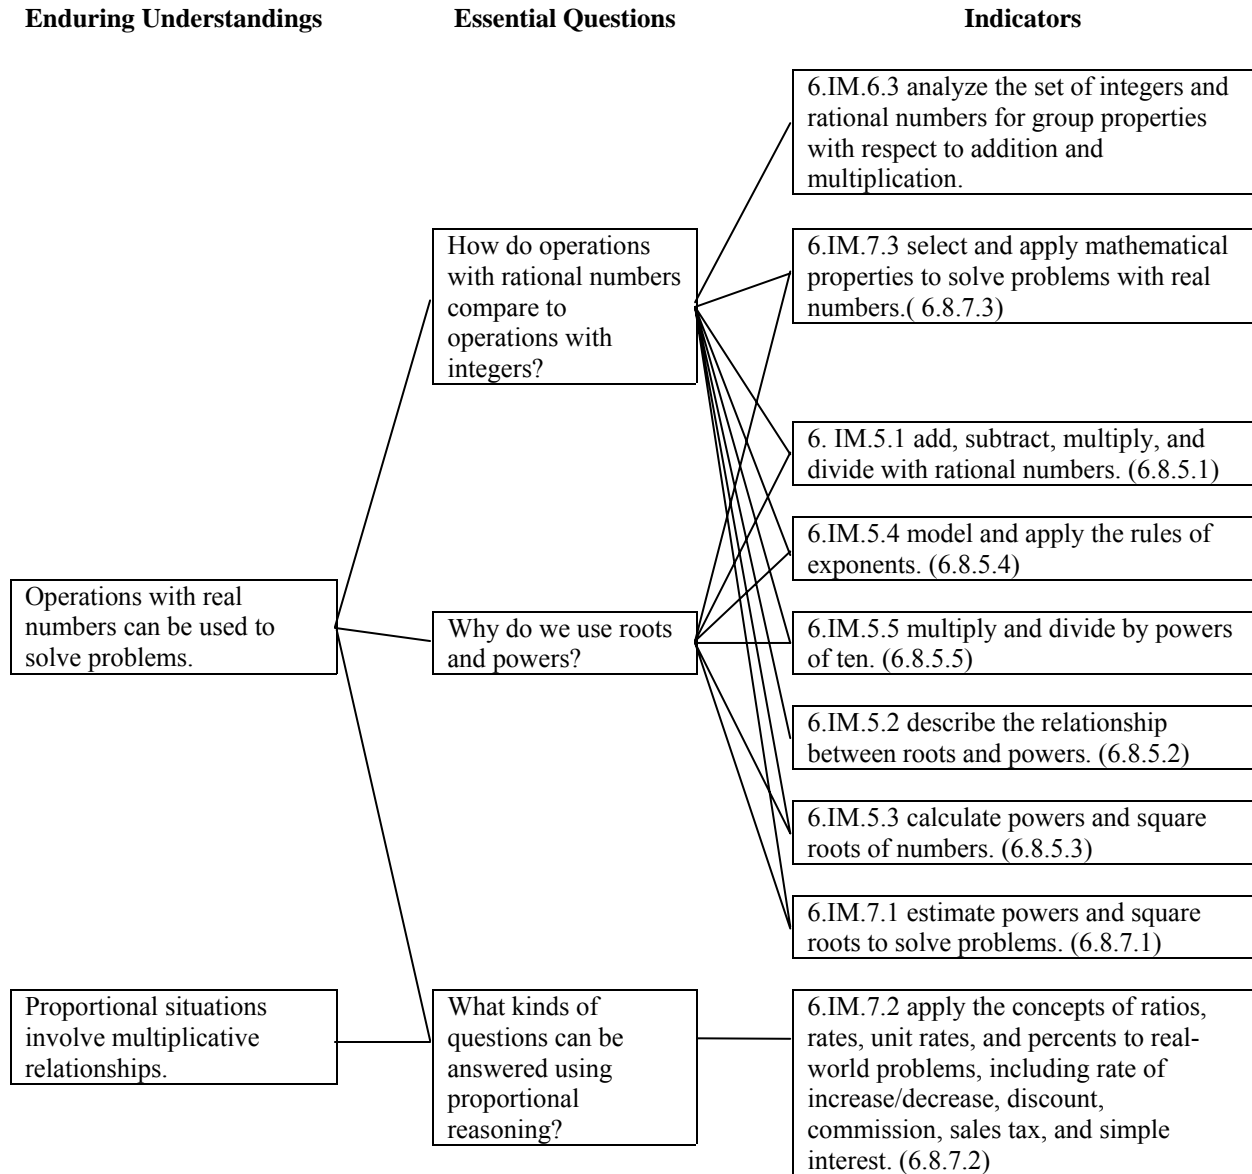 Enduring Understandings
Essential Questions
Indicators
6.IM.6.3 analyze the set of integers and
rational numbers for group properties
with respect to addition and
multiplication.
How do operations
with rational numbers
compare to
operations with
integers?
6.IM.7.3 select and apply mathematical
properties to solve problems with real
numbers.( 6.8.7.3)
6. IM.5.1 add, subtract, multiply, and
divide with rational numbers. (6.8.5.1)
6.IM.5.4 model and apply the rules of
exponents. (6.8.5.4)
Operations with real
numbers can be used to
solve problems.
Why do we use roots
and powers?
6.IM.5.5 multiply and divide by powers
of ten. (6.8.5.5)
6.IM.5.2 describe the relationship
between roots and powers. (6.8.5.2)
6.IM.5.3 calculate powers and square
roots of numbers. (6.8.5.3)
6.IM.7.1 estimate powers and square
roots to solve problems. (6.8.7.1)
Proportional situations
involve multiplicative
relationships.
What kinds of
questions can be
answered using
proportional
reasoning?
6.IM.7.2 apply the concepts of ratios,
rates, unit rates, and percents to real-
world problems, including rate of
increase/decrease, discount,
commission, sales tax, and simple
interest. (6.8.7.2)